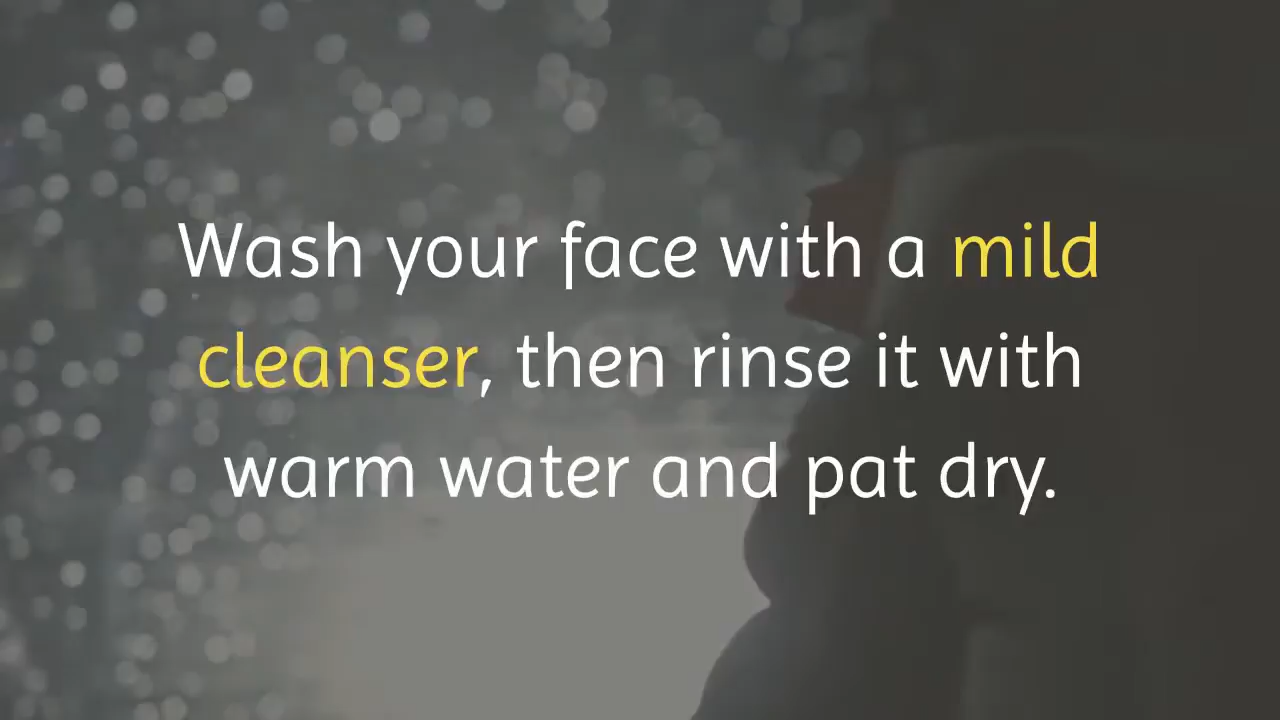 Wash your face with a mild
cleanser, then rinse it with
warm water and pat dry.